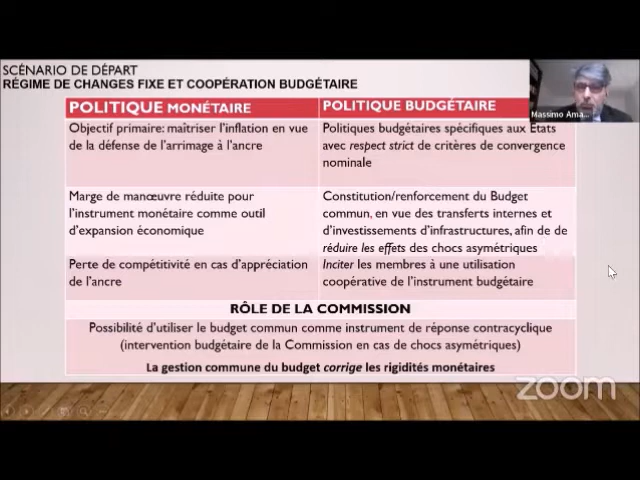 SCÉNARIO DE DÉPART
RÉGIME DE CHANGES FIXE ET COOPÉRATION BUDGÉTAIRE
POLITIQUE MONÉTAIRE
POLITIQUE BUDGÉTAIRE
Objectif primaire: maîtriser l'inflation en vue
de la défense de l'arrimage à l'ancre
Politiques budgétaires spécifiques aux États
avec respect strict de critères de convergence
nominale
Marge de manœuvre réduite pour
l'instrument monétaire comme outil
d'expansion économique
Constitution/renforcement du Budget
commun, en vue des transferts internes et
d'investissements d'infrastructures, afin de de
réduire les effets des chocs asymétriques
Perte de compétitivité en cas d'appréciation
de l'ancre
Inciter les membres à une utilisation
coopérative de l'instrument budgétaire
RÔLE DE LA COMMISSION
Possibilité d'utiliser le budget commun comme instrument de réponse contracyclique
(intervention budgétaire de la Commission en cas de chocs asymétriques)
La gestion commune du budget corrige les rigidités monétaires
Massimo Ama...
zoom